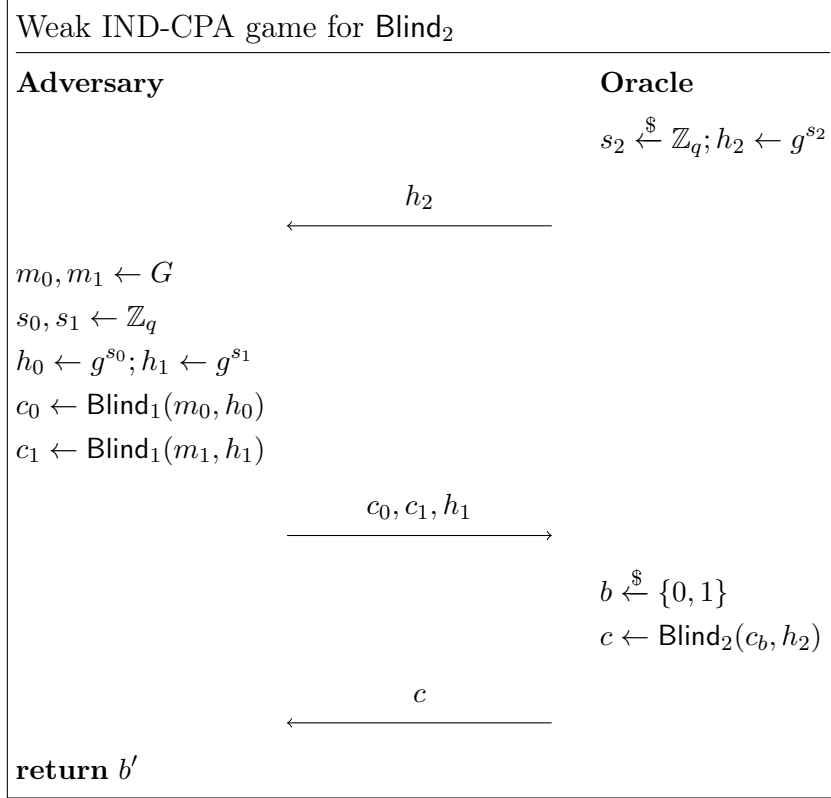 Weak IND-CPA game for Blind₂
Adversary Oracle
s₂ ←$ ℤ_q; h₂ ← g^{s₂}
h₂
m₀, m₁ ← G
s₀, s₁ ← ℤ_q
h₀ ← g^{s₀}; h₁ ← g^{s₁}
c₀ ← Blind₁(m₀, h₀)
c₁ ← Blind₁(m₁, h₁)
c₀, c₁, h₁
b ←$ {0, 1}
c ← Blind₂(c_b, h₂)
c
return b′